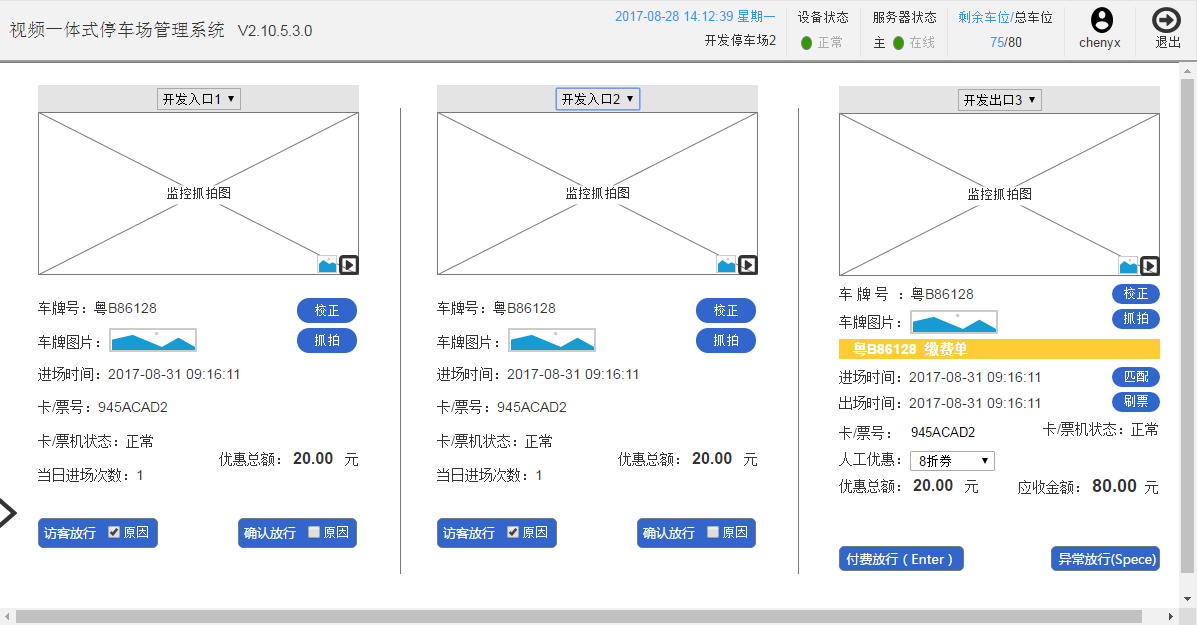 视频一体式停车场管理系统 V2.10.5.3.0
2017-08-28 14:12:39 星期一
开发停车场2
设备状态
正常
服务器状态
主 在线
剩余车位/总车位
75/80
chenyx
退出
开发入口1
监控抓拍图
车牌号：粤B86128
校正
车牌图片：
抓拍
进场时间：2017-08-31 09:16:11
卡/票号：945ACAD2
卡/票机状态：正常
优惠总额： 20.00 元
当日进场次数：1
访客放行 原因
确认放行 原因
开发入口2
监控抓拍图
车牌号：粤B86128
校正
车牌图片：
抓拍
进场时间：2017-08-31 09:16:11
卡/票号：945ACAD2
卡/票机状态：正常
优惠总额： 20.00 元
当日进场次数：1
访客放行 原因
确认放行 原因
开发出口3
监控抓拍图
车 牌 号 ：粤B86128
校正
车牌图片：
抓拍
粤B86128 缴费单
进场时间：2017-08-31 09:16:11
匹配
出场时间：2017-08-31 09:16:11
刷票
卡/票号： 945ACAD2
卡/票机状态：正常
人工优惠： 8折券
优惠总额： 20.00 元
应收金额： 80.00 元
付费放行（Enter）
异常放行(Spece)